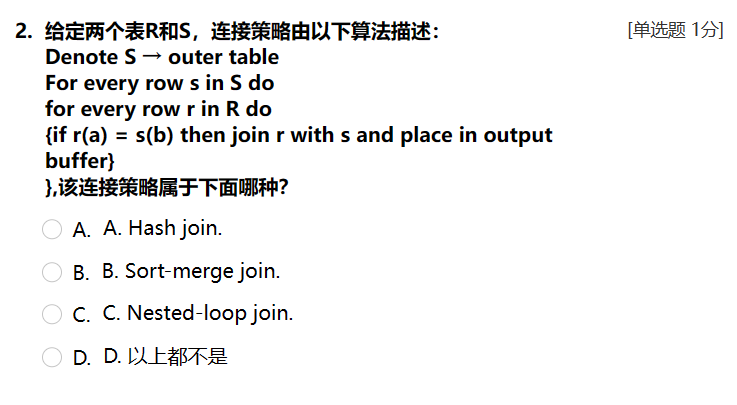 2. 给定两个表R和S，连接策略由以下算法描述： [单选题 1分]
Denote S → outer table
For every row s in S do
for every row r in R do
{if r(a) = s(b) then join r with s and place in output
buffer}
},该连接策略属于下面哪种？
A. A. Hash join.
B. B. Sort-merge join.
C. C. Nested-loop join.
D. D. 以上都不是